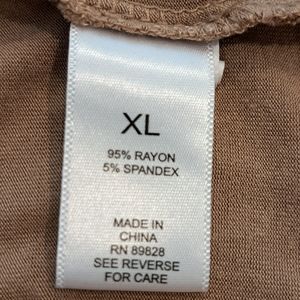 XL
95% RAYON
5% SPANDEX
MADE IN
CHINA
RN 89828
SEE REVERSE
FOR CARE